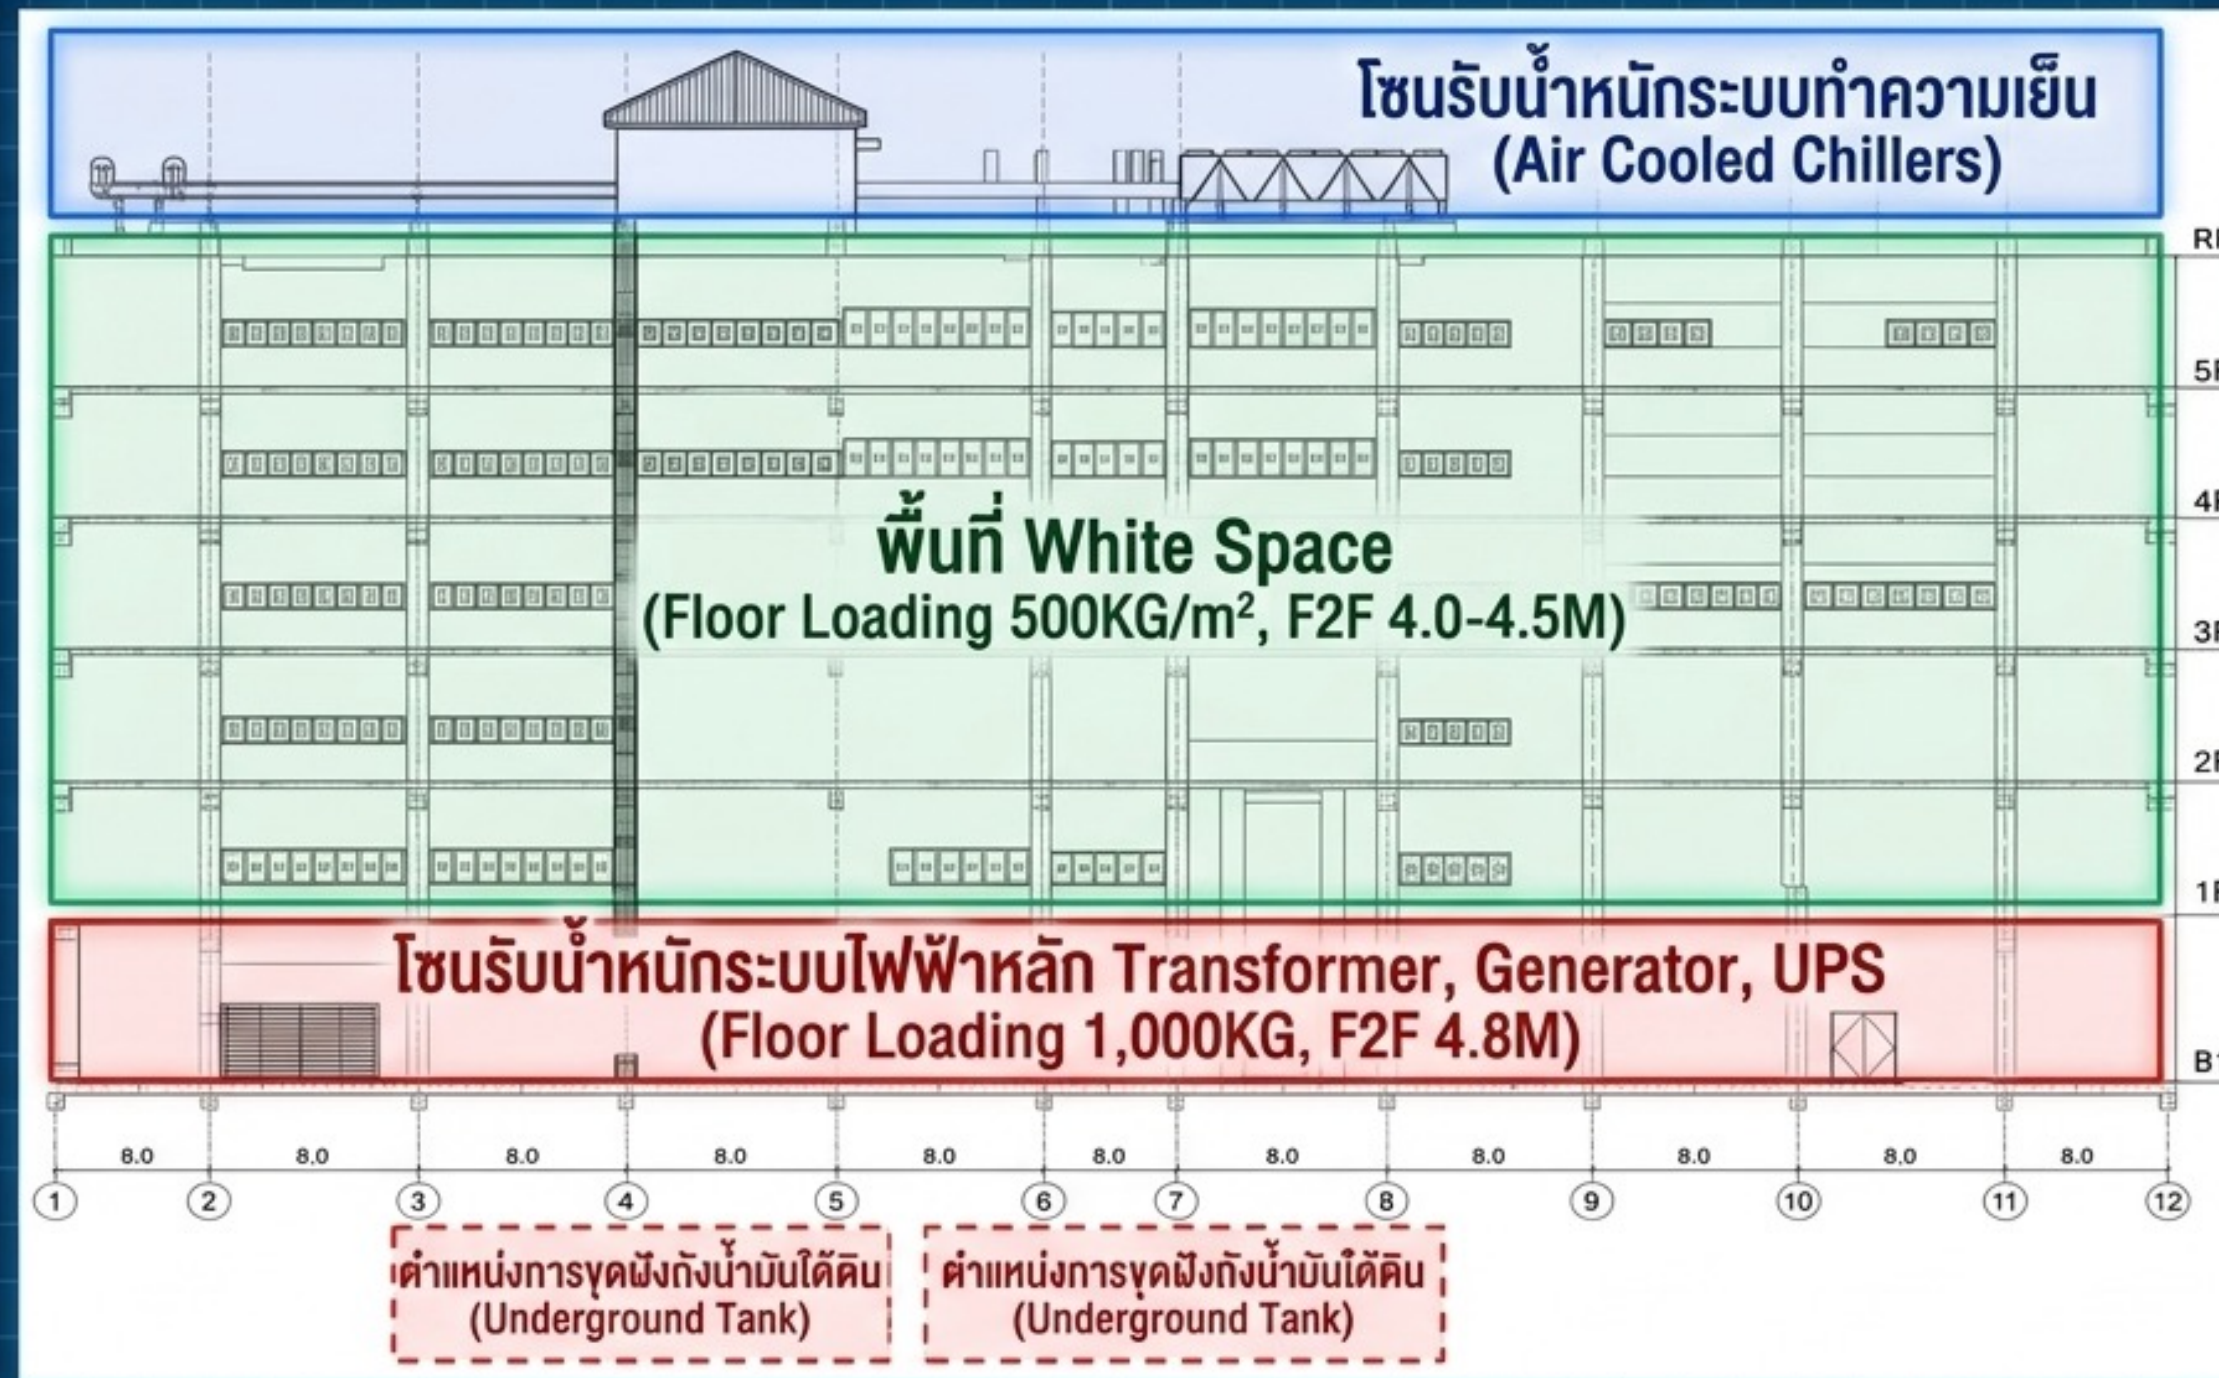 โซนรับน้ำหนักระบบทำความเย็น
(Air Cooled Chillers)
5F
4F
พื้นที่ White Space
(Floor Loading 500KG/m², F2F 4.0-4.5M)
3F
2F
1F
โซนรับน้ำหนักระบบไฟฟ้าหลัก Transformer, Generator, UPS
(Floor Loading 1,000KG, F2F 4.8M)
8.0 8.0 8.0 8.0 8.0 8.0 8.0 8.0 8.0 8.0 8.0
1 2 3 4 5 6 7 8 9 10 11 12
ตำแหน่งการขุดฝังถังน้ำมันใต้ดิน
(Underground Tank)
ตำแหน่งการขุดฝังถังน้ำมันใต้ดิน
(Underground Tank)